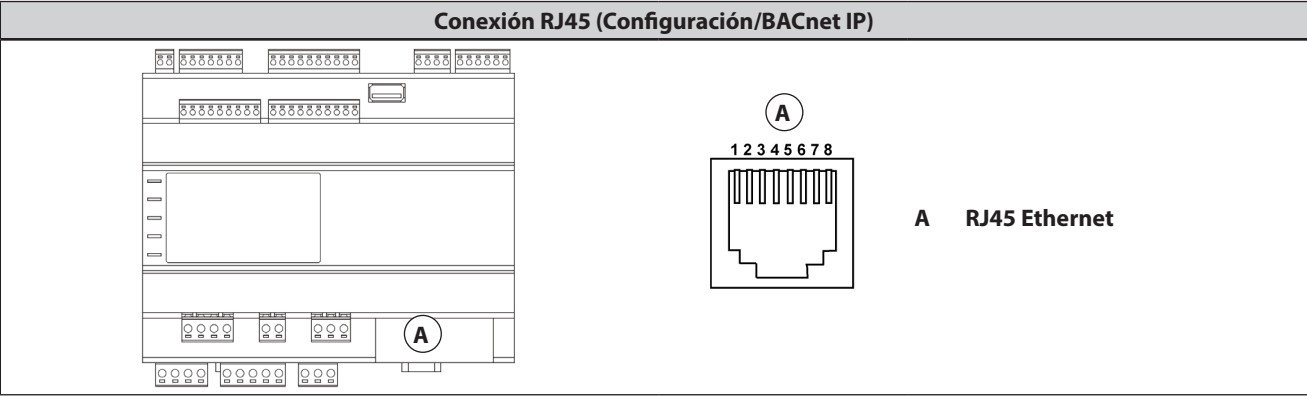 Conexión RJ45 (Configuración/BACnet IP)
A
1 2 3 4 5 6 7 8
A RJ45 Ethernet
A